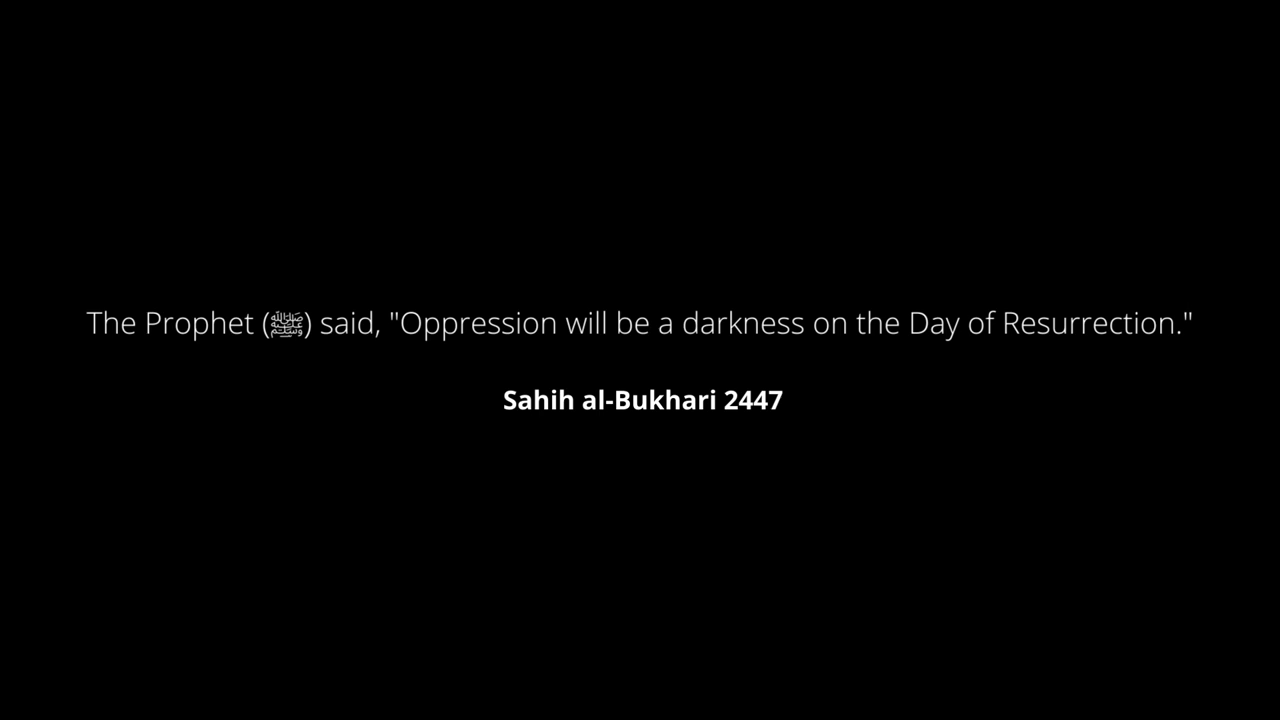 The Prophet (ﷺ) said, "Oppression will be a darkness on the Day of Resurrection."
Sahih al-Bukhari 2447